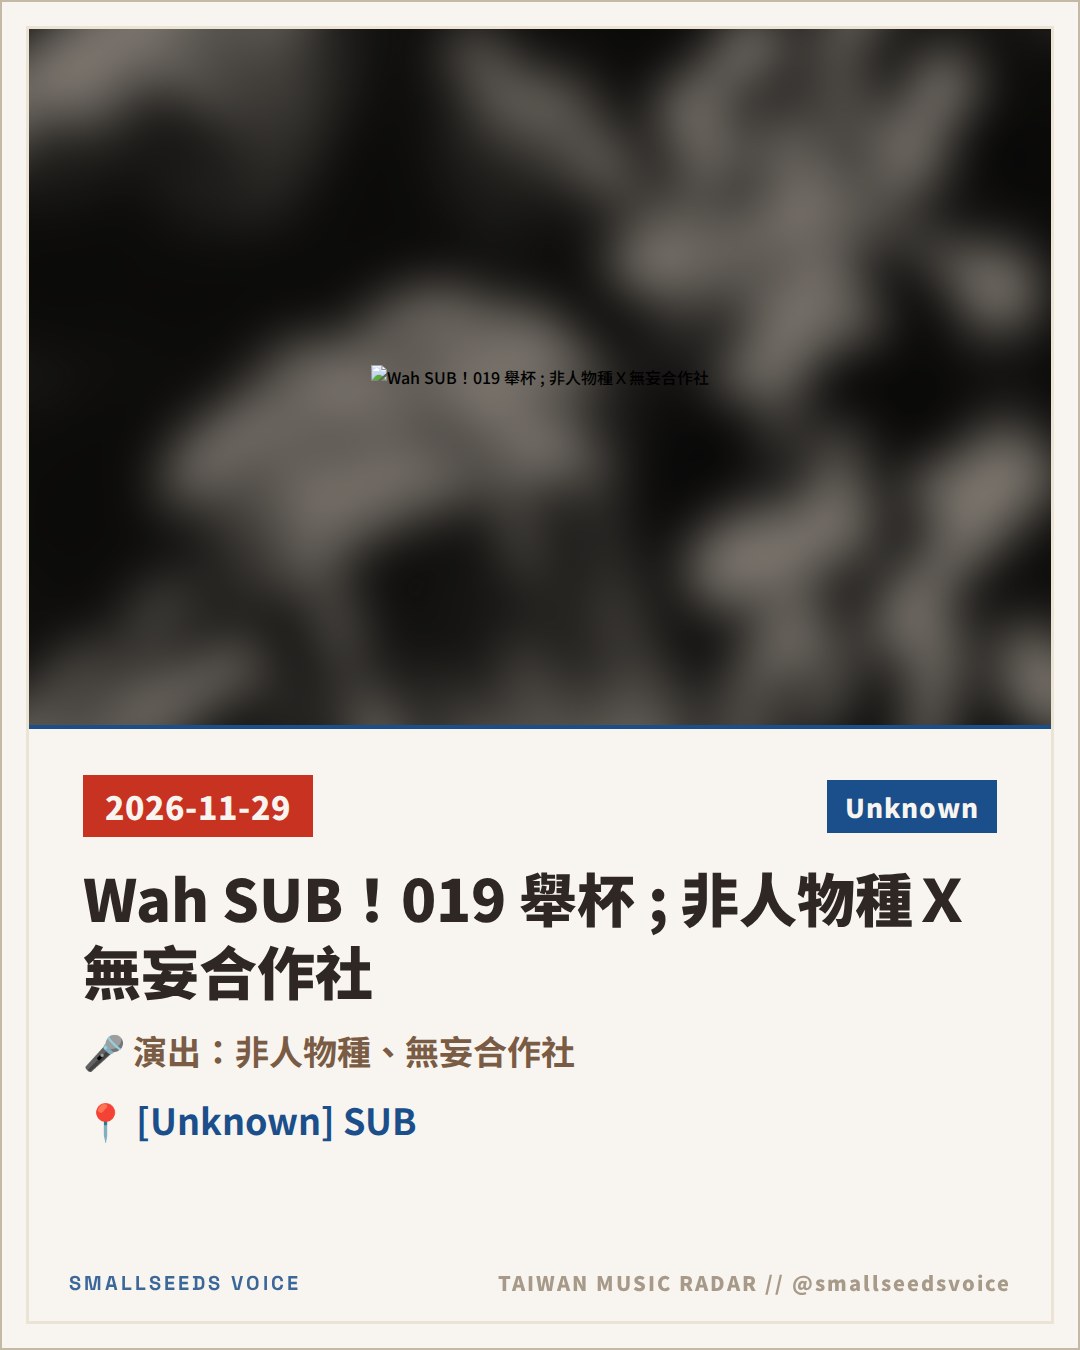 Wah SUB！019 舉杯 ; 非人物種 X 無妄合作社
2026-11-29
Unknown
Wah SUB！019 舉杯 ; 非人物種 X
無妄合作社
🎤 演出：非人物種、無妄合作社
📍 [Unknown] SUB
SMALLSEEDS VOICE
TAIWAN MUSIC RADAR // @smallseedsvoice